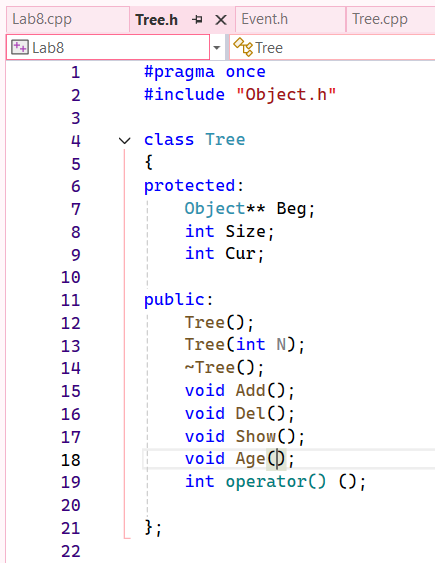 Lab8.cpp Tree.h Event.h Tree.cpp
Lab8 Tree
1 #pragma once
2 #include "Object.h"
3
4 class Tree
5 {
6 protected:
7 Object** Beg;
8 int Size;
9 int Cur;
10
11 public:
12 Tree();
13 Tree(int N);
14 ~Tree();
15 void Add();
16 void Del();
17 void Show();
18 void Age();
19 int operator() ();
20
21 };
22